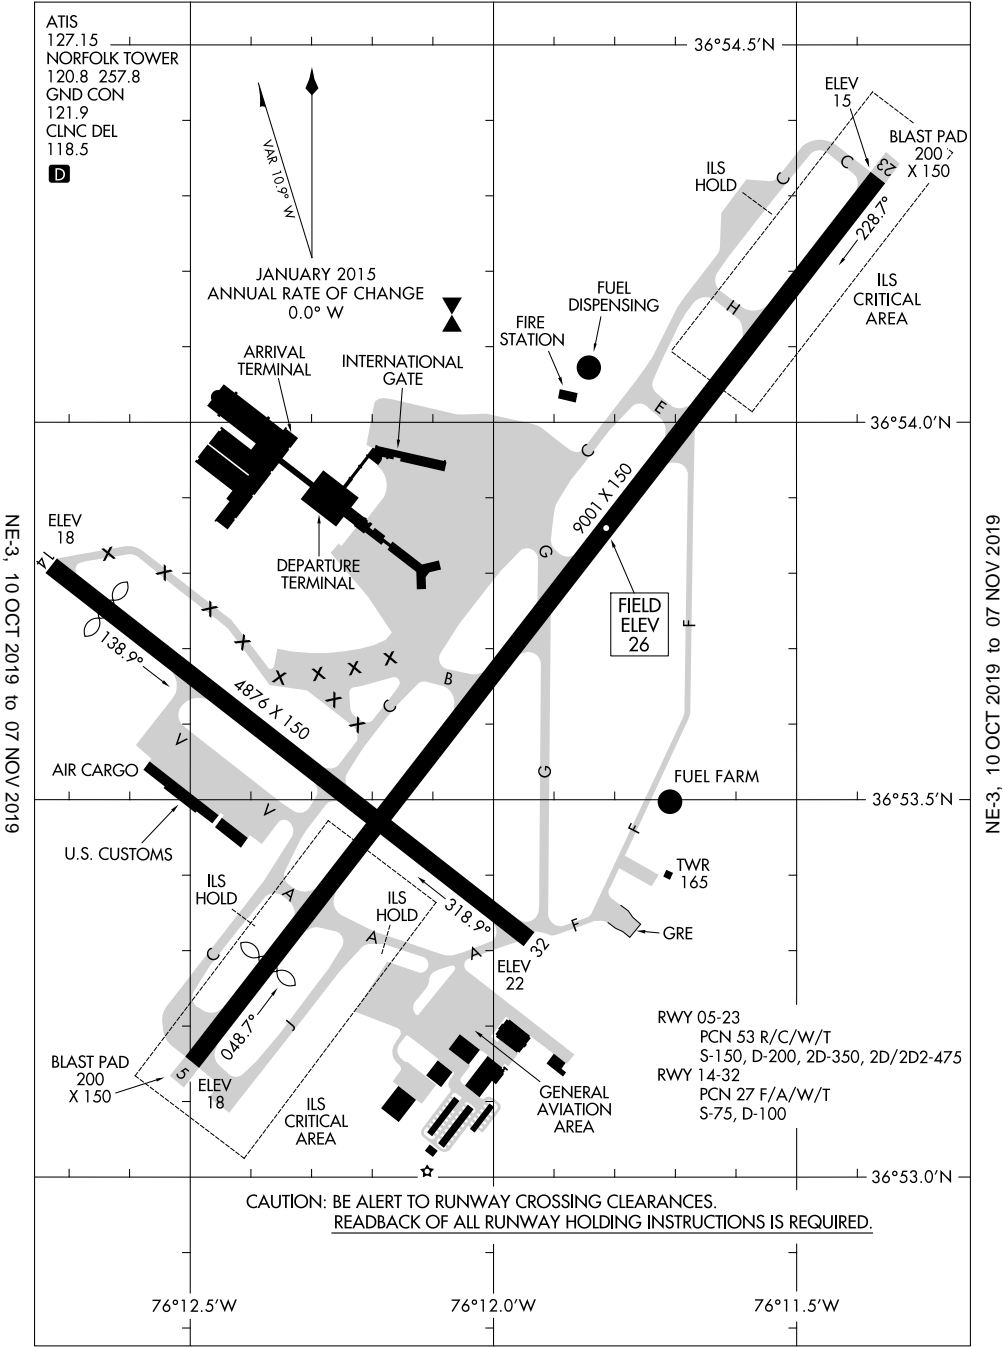 ATIS
127.15
NORFOLK TOWER
120.8 257.8
GND CON
121.9
CLNC DEL
118.5
D
VAR 10.9° W
JANUARY 2015
ANNUAL RATE OF CHANGE
0.0° W
36°54.5'N
ELEV
15
BLAST PAD
200
X 150
23
228.7°
C
C
ILS
HOLD
ILS
CRITICAL
AREA
H
FUEL
DISPENSING
FIRE
STATION
ARRIVAL
TERMINAL
INTERNATIONAL
GATE
E
36°54.0'N
C
9001 X 150
ELEV
18
14
X
X
X
X
X
X
X
X
X
X
DEPARTURE
TERMINAL
G
FIELD
ELEV
26
F
138.9°
4876 X 150
B
C
V
V
AIR CARGO
U.S. CUSTOMS
G
FUEL FARM
36°53.5'N
F
TWR
165
ILS
HOLD
A
ILS
HOLD
318.9°
A
A
F
GRE
32
ELEV
22
C
J
048.7°
5
BLAST PAD
200
X 150
ELEV
18
ILS
CRITICAL
AREA
GENERAL
AVIATION
AREA
RWY 05-23
PCN 53 R/C/W/T
S-150, D-200, 2D-350, 2D/2D2-475
RWY 14-32
PCN 27 F/A/W/T
S-75, D-100
36°53.0'N
CAUTION: BE ALERT TO RUNWAY CROSSING CLEARANCES.
READBACK OF ALL RUNWAY HOLDING INSTRUCTIONS IS REQUIRED.
76°12.5'W
76°12.0'W
76°11.5'W
NE-3, 10 OCT 2019 to 07 NOV 2019
NE-3, 10 OCT 2019 to 07 NOV 2019